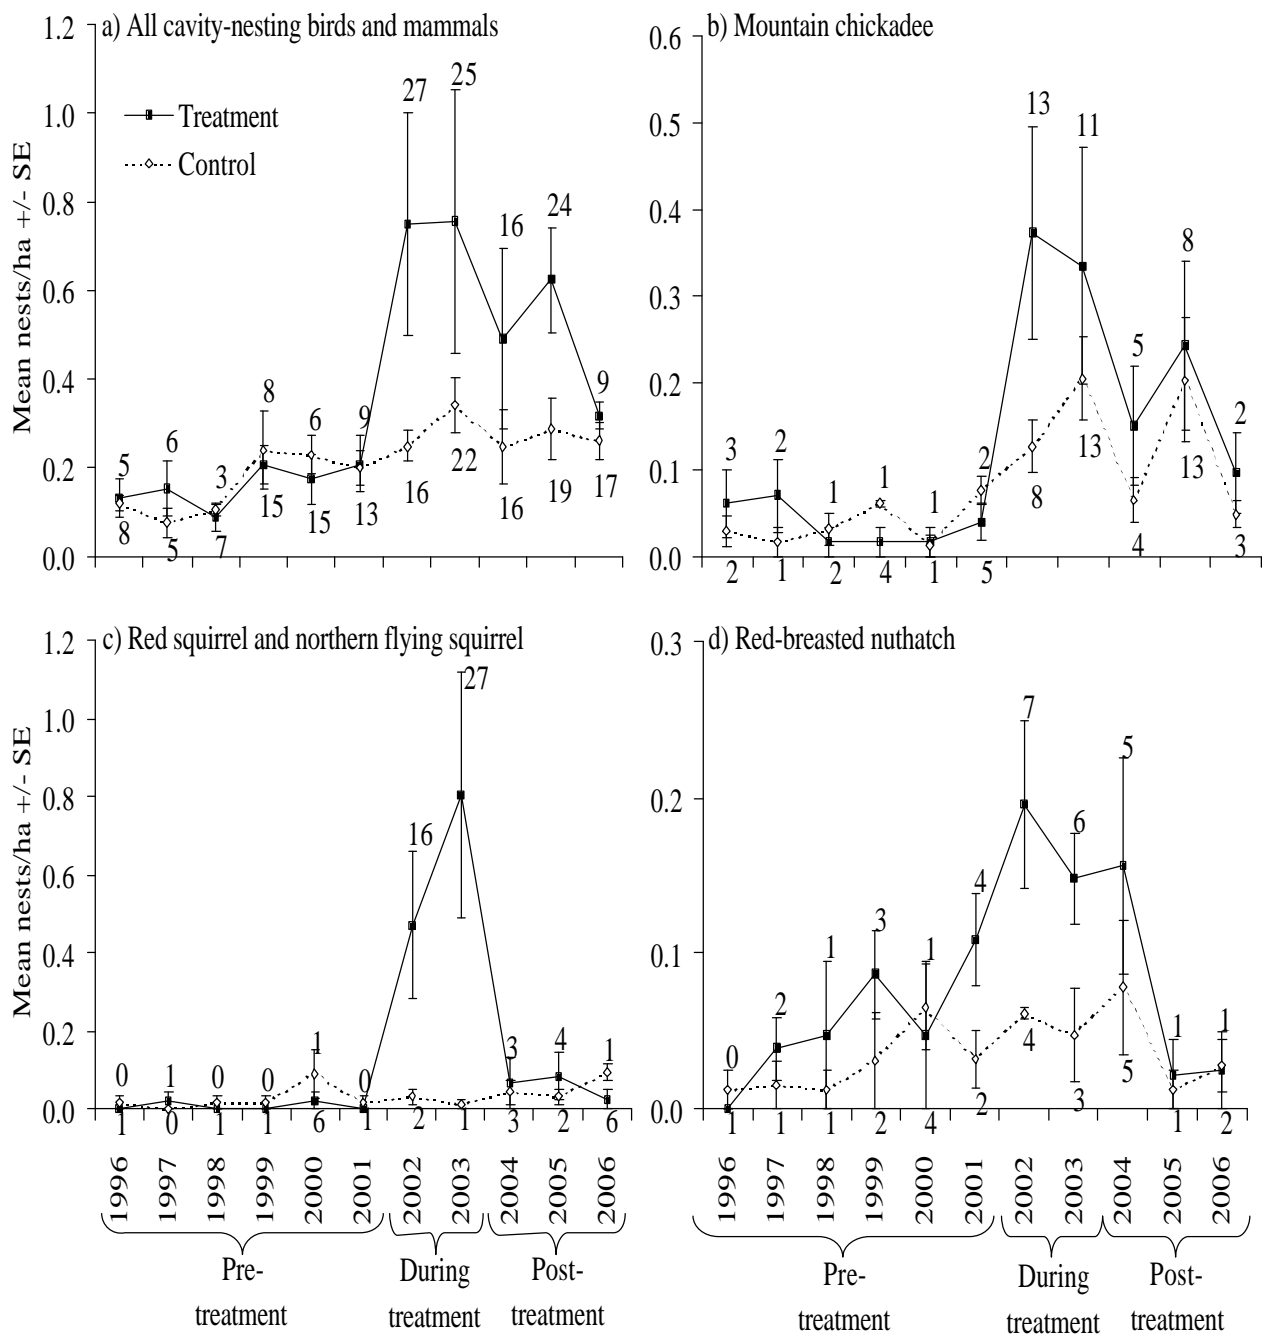 a) All cavity-nesting birds and mammals
1.2
1.0
0.8
0.6
0.4
0.2
0.0
Mean nests/ha +/- SE
Treatment
Control
5 6 3 8 6 9 27 25 16 24 9
8 5 7 15 15 13 16 22 16 19 17
b) Mountain chickadee
0.6
0.5
0.4
0.3
0.2
0.1
0.0
3 2 1 1 1 2 13 11 5 8 2
2 1 2 4 1 5 8 13 4 13 3
c) Red squirrel and northern flying squirrel
1.2
1.0
0.8
0.6
0.4
0.2
0.0
Mean nests/ha +/- SE
0 1 0 0 1 0 16 27 3 4 1
1 0 1 1 6 1 2 1 3 2 6
1996 1997 1998 1999 2000 2001 2002 2003 2004 2005 2006
Pre-
treatment
During
treatment
Post-
treatment
d) Red-breasted nuthatch
0.3
0.2
0.1
0.0
0 2 1 3 1 4 7 6 5 1 1
1 1 1 2 4 2 4 3 5 1 2
1996 1997 1998 1999 2000 2001 2002 2003 2004 2005 2006
Pre-
treatment
During
treatment
Post-
treatment